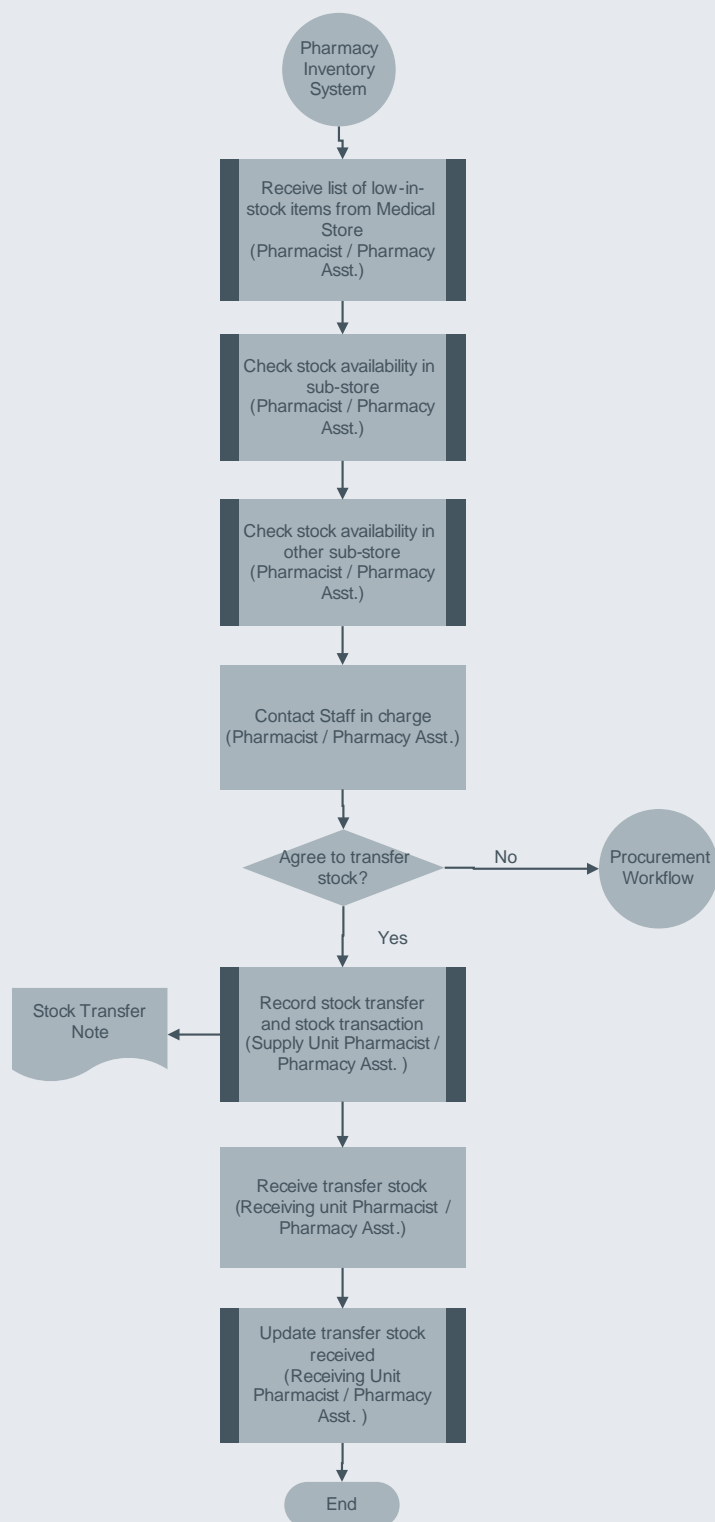 Pharmacy
Inventory
System
Receive list of low-in-
stock items from Medical
Store
(Pharmacist / Pharmacy
Asst.)
Check stock availability in
sub-store
(Pharmacist / Pharmacy
Asst.)
Check stock availability in
other sub-store
(Pharmacist / Pharmacy
Asst.)
Contact Staff in charge
(Pharmacist / Pharmacy Asst.)
Agree to transfer
stock?
No
Procurement
Workflow
Yes
Stock Transfer
Note
Record stock transfer
and stock transaction
(Supply Unit Pharmacist /
Pharmacy Asst. )
Receive transfer stock
(Receiving unit Pharmacist /
Pharmacy Asst.)
Update transfer stock
received
(Receiving Unit
Pharmacist / Pharmacy
Asst. )
End